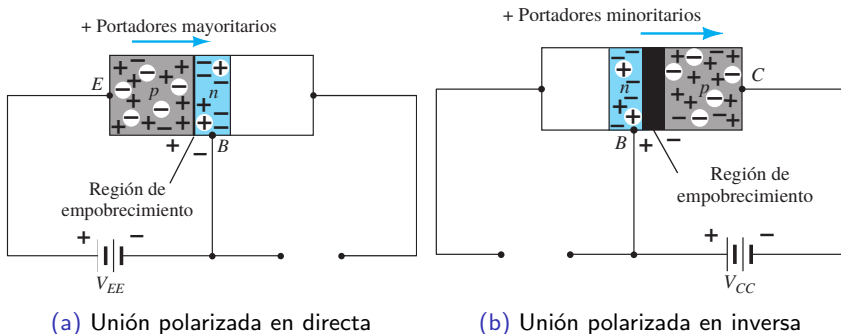 + Portadores mayoritarios
E
p
n
+ −
B
Región de
empobrecimiento
+ −
V_EE
(a) Unión polarizada en directa
+ Portadores minoritarios
n
p
C
B
+ −
Región de
empobrecimiento
+ −
V_CC
(b) Unión polarizada en inversa